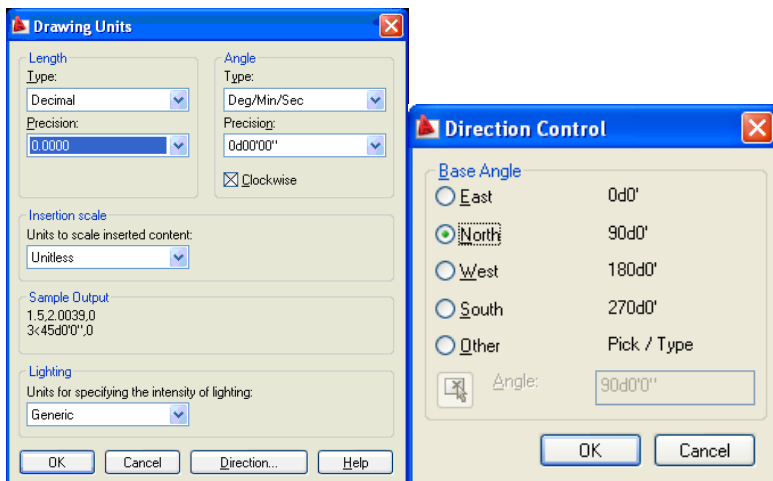 Drawing Units
Length
Type:
Decimal
Precision:
0.0000
Angle
Type:
Deg/Min/Sec
Precision:
0d00'00"
Clockwise
Insertion scale
Units to scale inserted content:
Unitless
Sample Output
1.5,2.0039,0
3<45d0'0",0
Lighting
Units for specifying the intensity of lighting:
Generic
OK Cancel Direction... Help
Direction Control
Base Angle
East 0d0'
North 90d0'
West 180d0'
South 270d0'
Other Pick / Type
Angle: 90d0'0"
OK Cancel